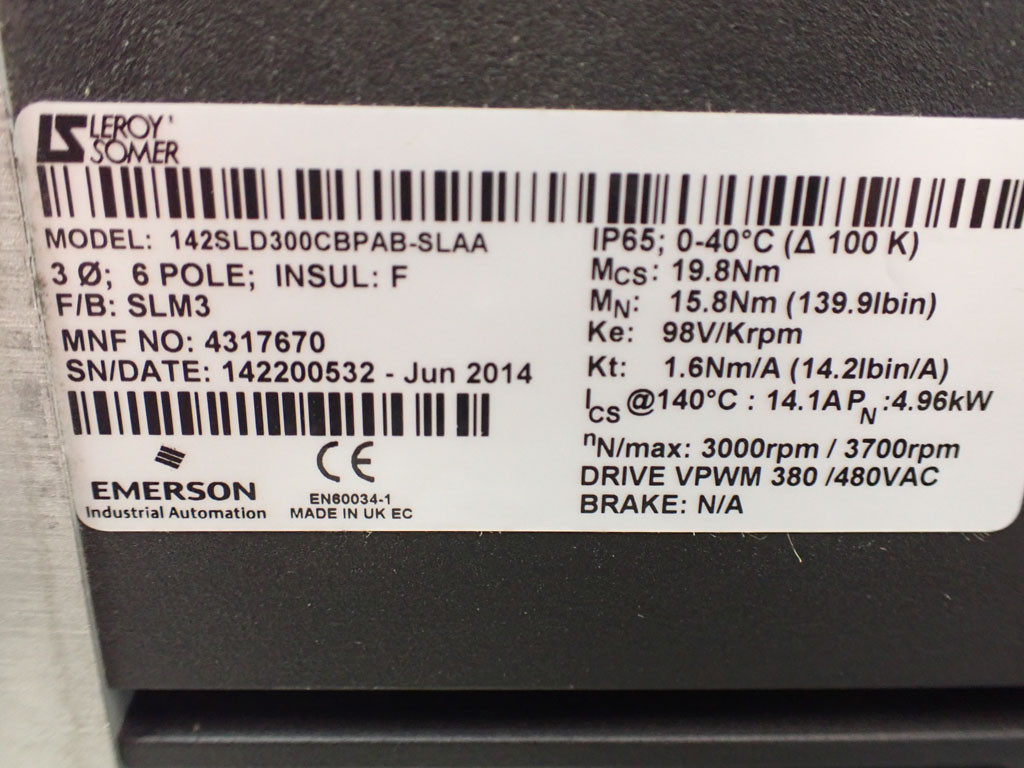 LS LEROY
SOMER
MODEL: 142SLD300CBPAB-SLAA
3 Ø; 6 POLE; INSUL: F
F/B: SLM3
MNF NO: 4317670
SN/DATE: 142200532 - Jun 2014
EMERSON
Industrial Automation
CE
EN60034-1
MADE IN UK EC
IP65; 0-40°C (Δ 100 K)
MCS: 19.8Nm
MN: 15.8Nm (139.9lbin)
Ke: 98V/Krpm
Kt: 1.6Nm/A (14.2lbin/A)
ICS @140°C : 14.1A PN :4.96kW
nN/max: 3000rpm / 3700rpm
DRIVE VPWM 380 /480VAC
BRAKE: N/A